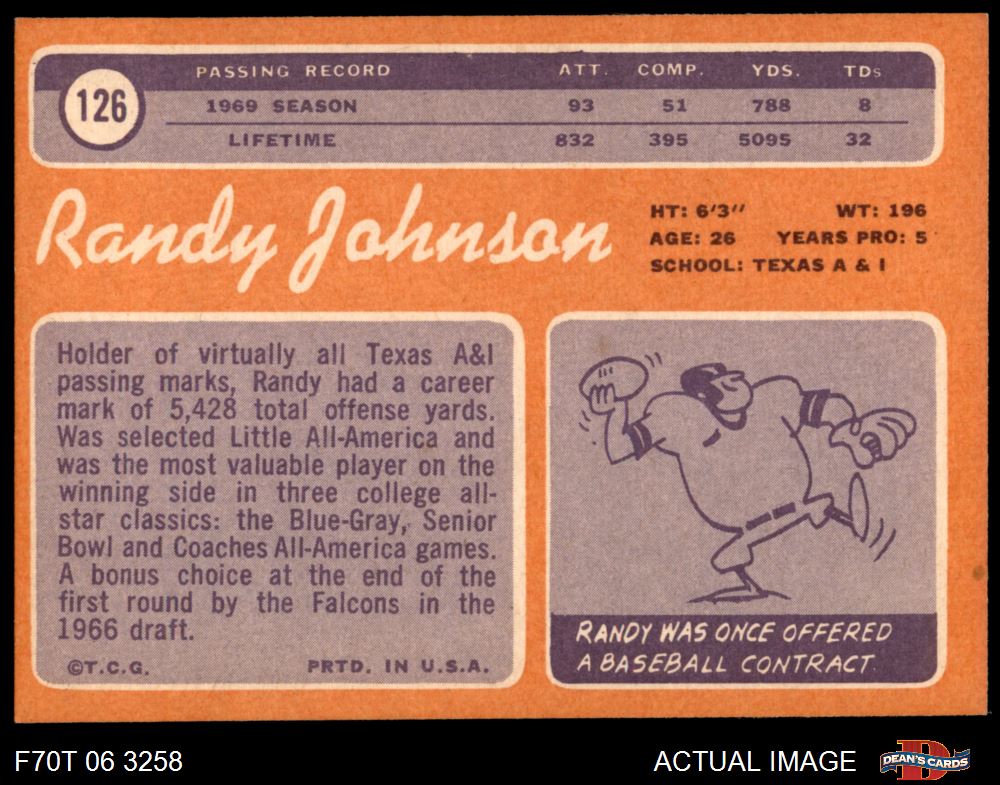 PASSING RECORD ATT. COMP. YDS. TDs
126
1969 SEASON 93 51 788 8
LIFETIME 832 395 5095 32
Randy Johnson
HT: 6'3" WT: 196
AGE: 26 YEARS PRO: 5
SCHOOL: TEXAS A & I
Holder of virtually all Texas A&I
passing marks, Randy had a career
mark of 5,428 total offense yards.
Was selected Little All-America and
was the most valuable player on the
winning side in three college all-
star classics: the Blue-Gray, Senior
Bowl and Coaches All-America games.
A bonus choice at the end of the
first round by the Falcons in the
1966 draft.
©T.C.G. PRTD. IN U.S.A.
RANDY WAS ONCE OFFERED
A BASEBALL CONTRACT
F70T 06 3258
ACTUAL IMAGE
D
DEAN'S CARDS